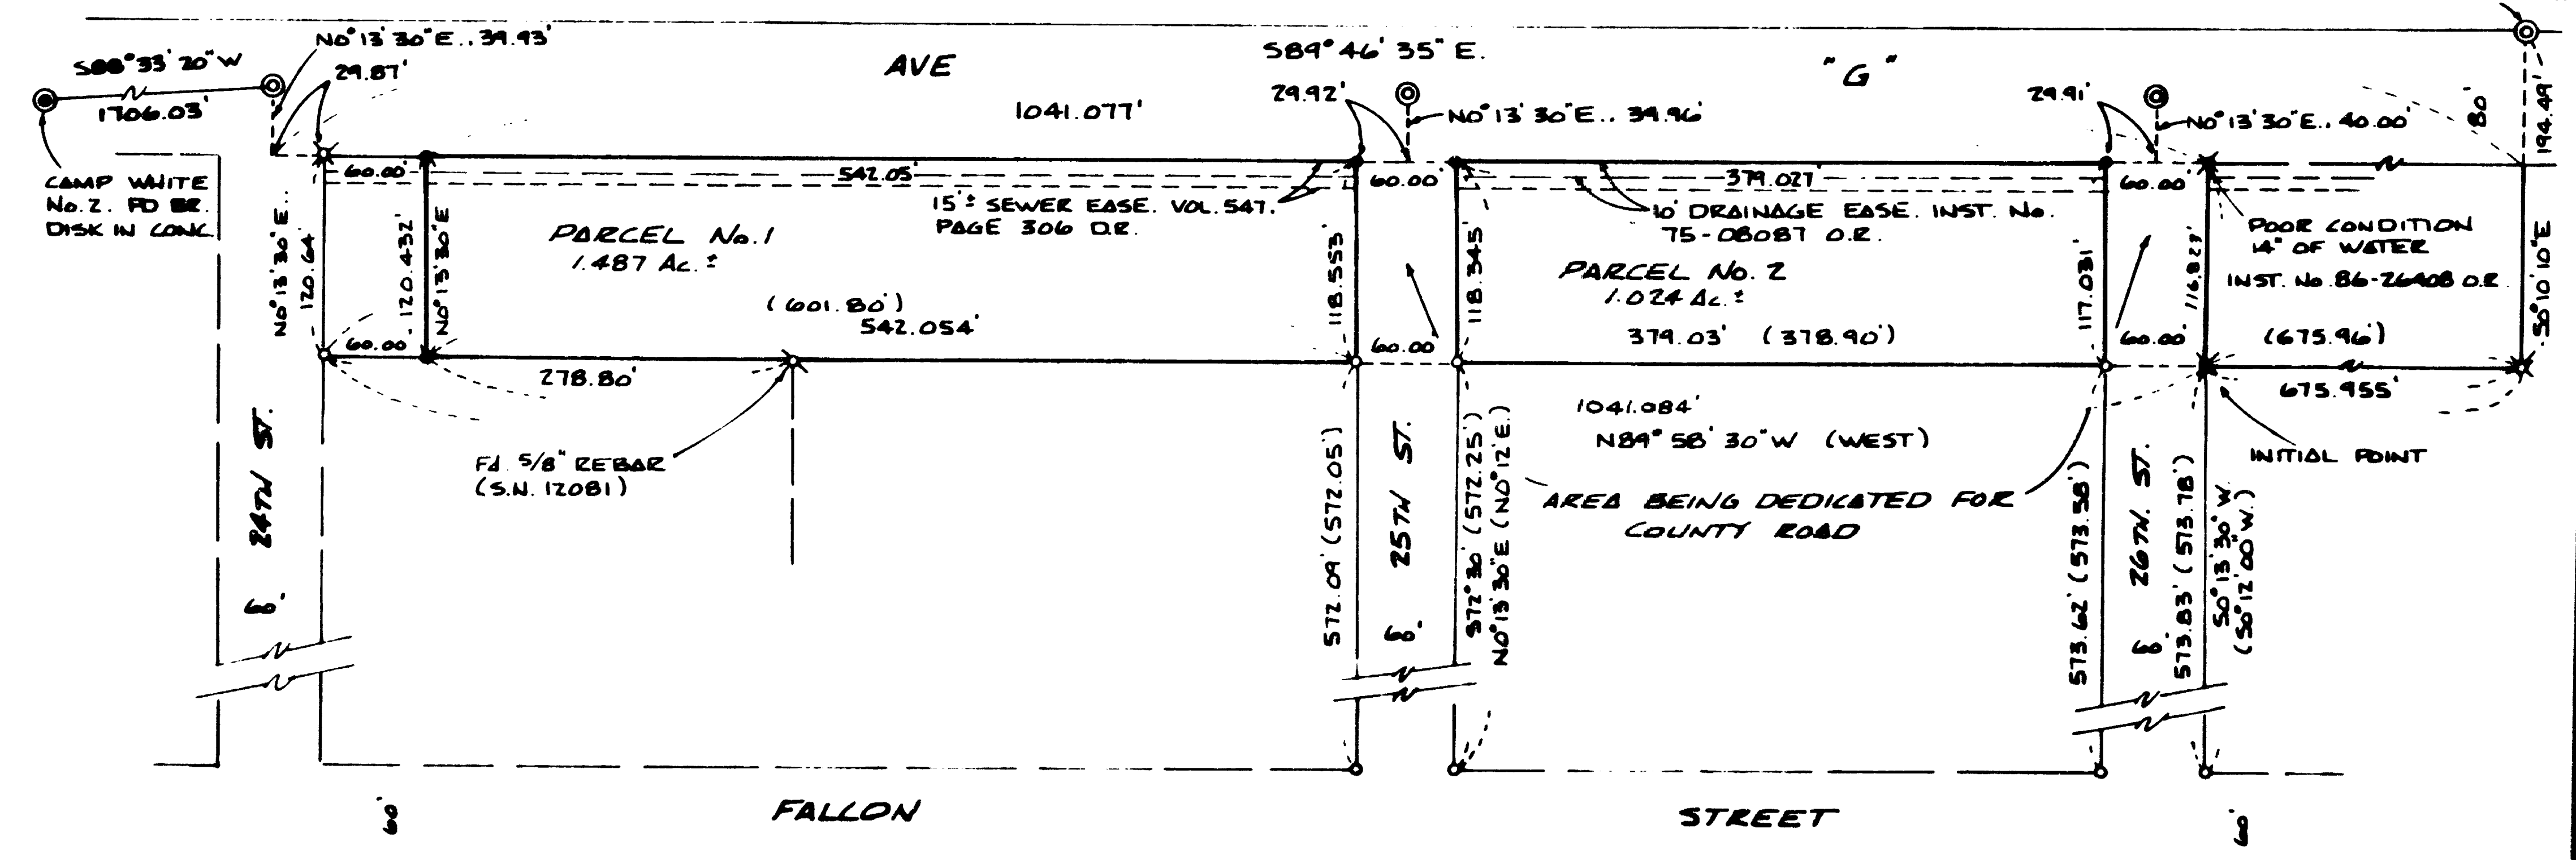 N0°13'30"E., 39.93'
S88°33'20"W
29.87'
1706.03'
AVE
S89°46'35"E.
"G"
1041.077'
29.92'
N0°13'30"E., 39.96'
29.91'
N0°13'30"E., 40.00'
80'
194.49'
CAMP WHITE
No. 2. FD BR.
DISK IN CONC
60.00'
542.05'
60.00'
379.027'
60.00'
15'± SEWER EASE. VOL. 547.
PAGE 306 O.R.
10' DRAINAGE EASE. INST. No.
75-08087 O.R.
POOR CONDITION
14" OF WATER
INST. No. 86-26408 O.R.
N0°13'30"E.
120.64'
120.432'
N0°13'30"E
PARCEL No. 1
1.487 Ac.±
(601.80')
542.054'
118.553'
118.345'
PARCEL No. 2
1.024 Ac.±
379.03' (378.90')
117.031'
116.823'
S0°10'10"E
60.00'
60.00'
60.00'
(675.96')
675.955'
278.80'
Fd. 5/8" REBAR
(S.N. 12081)
1041.084'
N89°58'30"W (WEST)
INITIAL POINT
AREA BEING DEDICATED FOR
COUNTY ROAD
24TH ST.
60'
572.09' (572.05')
25TH ST.
60'
572.30' (572.25')
N0°13'30"E (N0°12'E.)
573.62' (573.58')
26TH. ST.
60'
573.83' (573.78')
S0°13'30"W.
(S0°12'00"W.)
60'
FALLON
STREET
60'